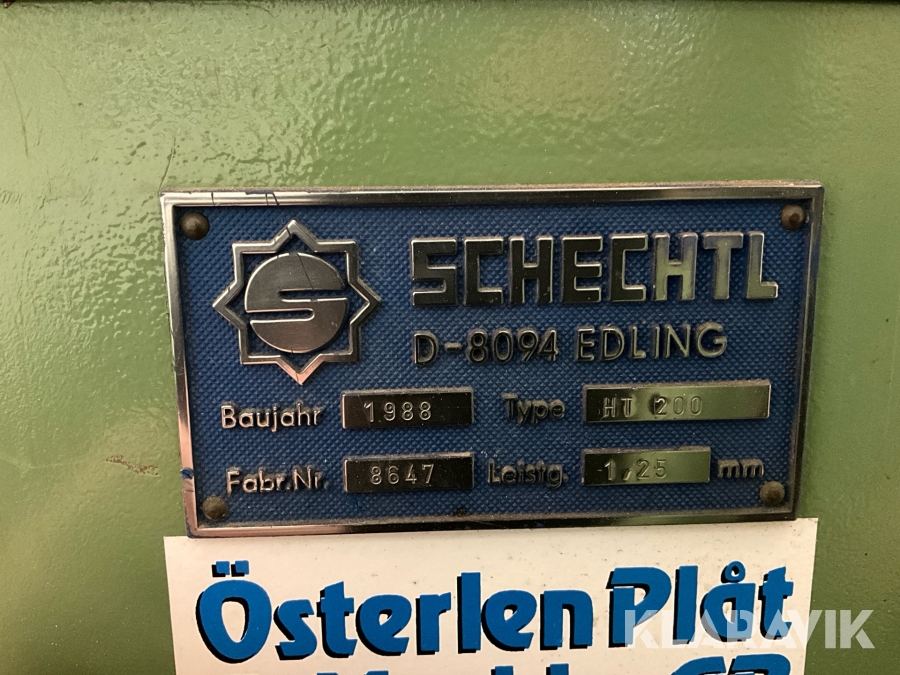 S
SCHECHTL
D-8094 EDLING
Baujahr 1988 Type HT 200
Fabr.Nr. 8647 Leistg. 1,25 mm
Österlen Plåt
KLARAVIK